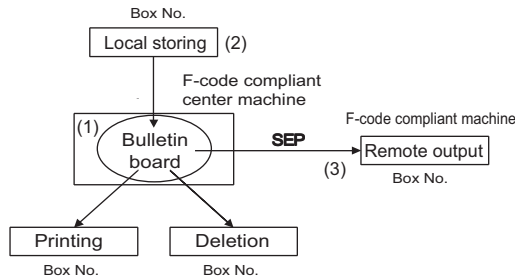 Box No.
Local storing (2)
F-code compliant
center machine
(1)
Bulletin
board
SEP
(3)
F-code compliant machine
Remote output
Box No.
Printing
Deletion
Box No.
Box No.